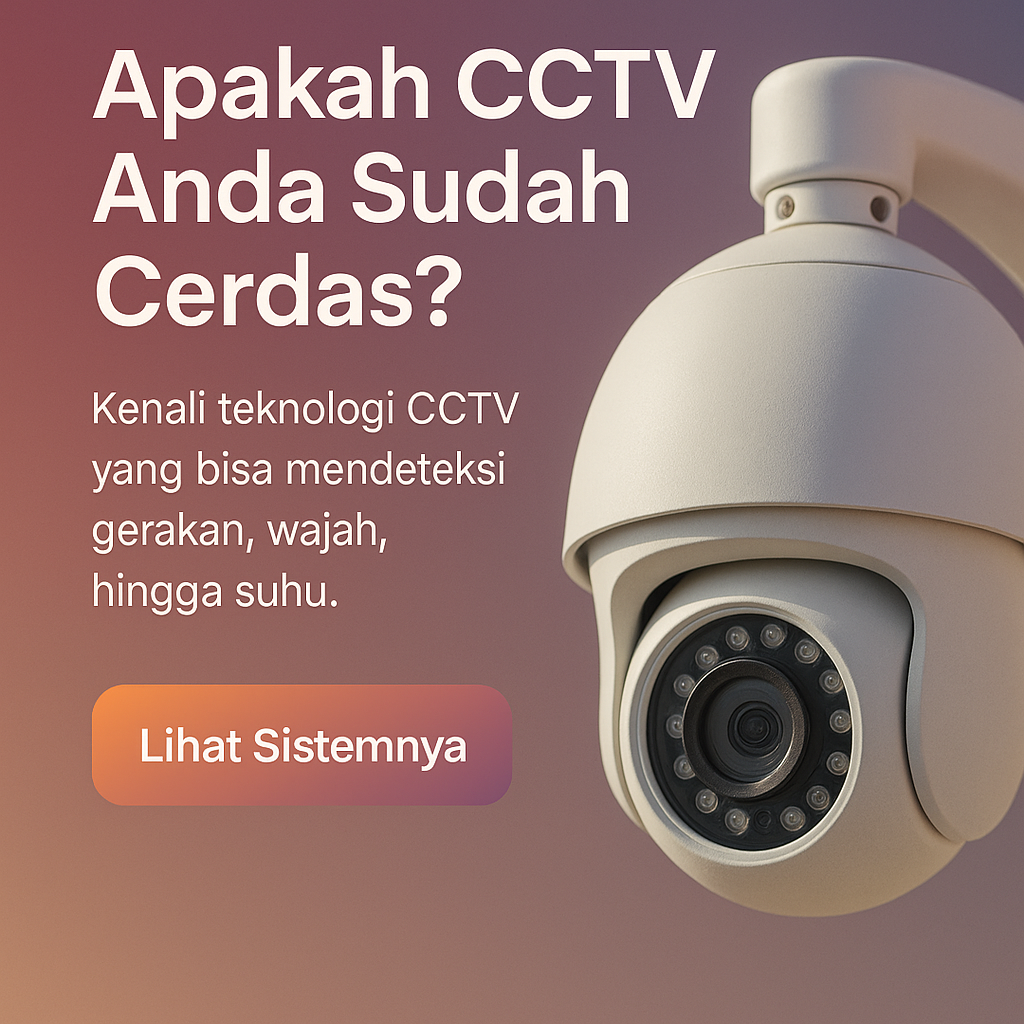 Apakah CCTV
Anda Sudah
Cerdas?
Kenali teknologi CCTV
yang bisa mendeteksi
gerakan, wajah,
hingga suhu.
Lihat Sistemnya